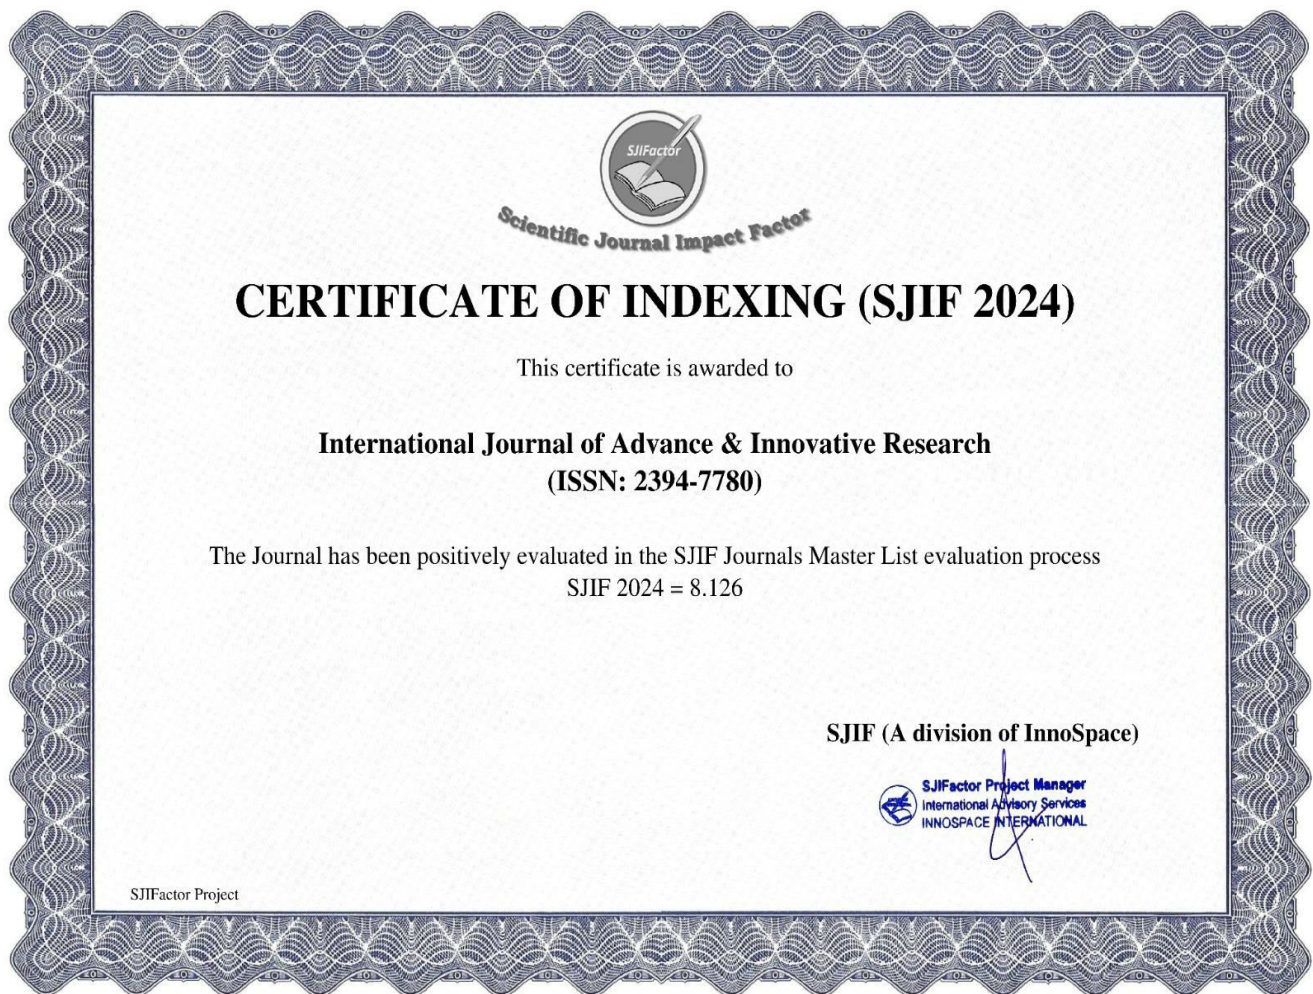 SJIFactor
Scientific Journal Impact Factor
CERTIFICATE OF INDEXING (SJIF 2024)
This certificate is awarded to
International Journal of Advance & Innovative Research
(ISSN: 2394-7780)
The Journal has been positively evaluated in the SJIF Journals Master List evaluation process
SJIF 2024 = 8.126
SJIF (A division of InnoSpace)
SJIFactor Project Manager
International Advisory Services
INNOSPACE INTERNATIONAL
SJIFactor Project